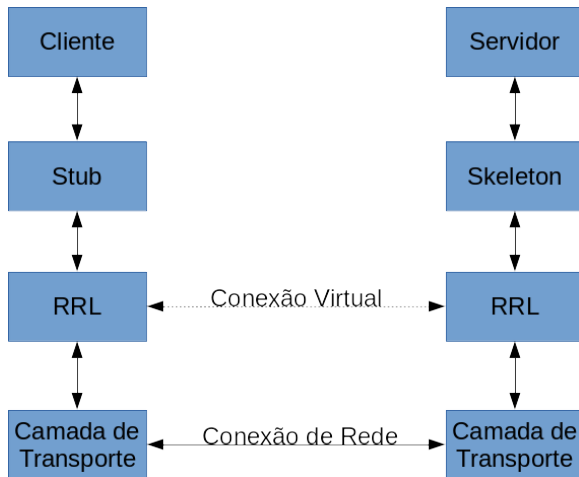 Cliente
Servidor
Stub
Skeleton
RRL
Conexão Virtual
RRL
Camada de
Transporte
Conexão de Rede
Camada de
Transporte